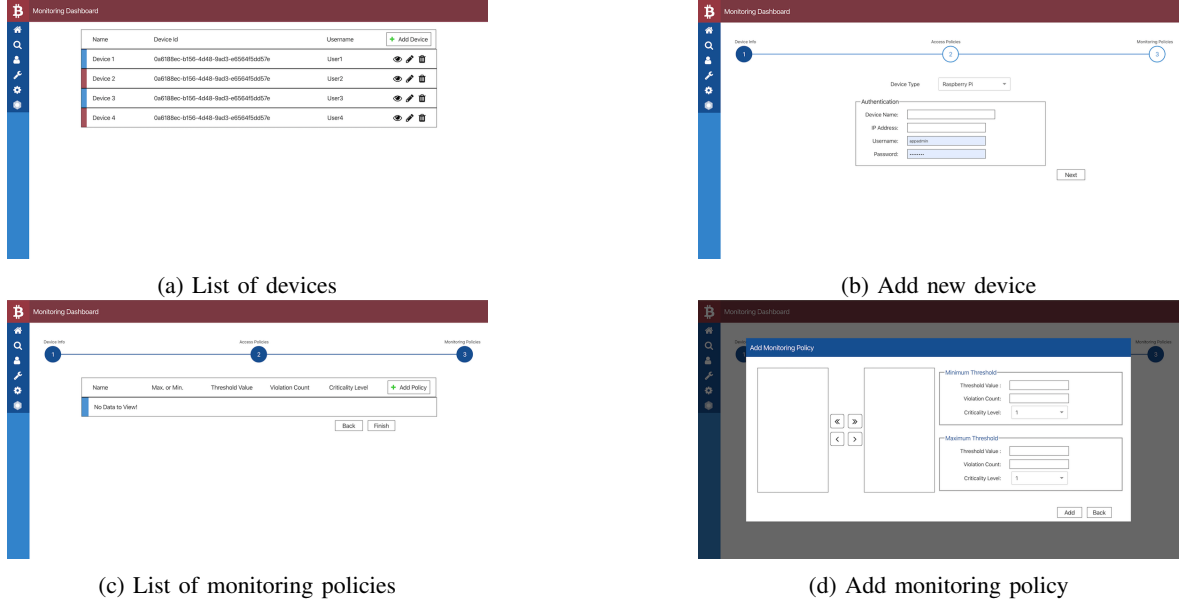 Monitoring Dashboard
Name Device Id Username + Add Device
Device 1 0a6188ec-b156-4d48-9ad3-e6564f5dd57e User1
Device 2 0a6188ec-b156-4d48-9ad3-e6564f5dd57e User2
Device 3 0a6188ec-b156-4d48-9ad3-e6564f5dd57e User3
Device 4 0a6188ec-b156-4d48-9ad3-e6564f5dd57e User4
(a) List of devices
Monitoring Dashboard
Device Info Access Policies Monitoring Policies
1 2 3
Device Type Raspberry Pi
Authentication
Device Name:
IP Address:
Username: appadmin
Password: •••••••
Next
(b) Add new device
Monitoring Dashboard
Device Info Access Policies Monitoring Policies
1 2 3
Name Max. or Min. Threshold Value Violation Count Criticality Level + Add Policy
No Data to View!
Back Finish
(c) List of monitoring policies
Monitoring Dashboard
Monitoring Policies
3
Add Monitoring Policy
« »
‹ ›
Minimum Threshold
Threshold Value :
Violation Count:
Criticality Level: 1
Maximum Threshold
Threshold Value :
Violation Count:
Criticality Level: 1
Add Back
(d) Add monitoring policy